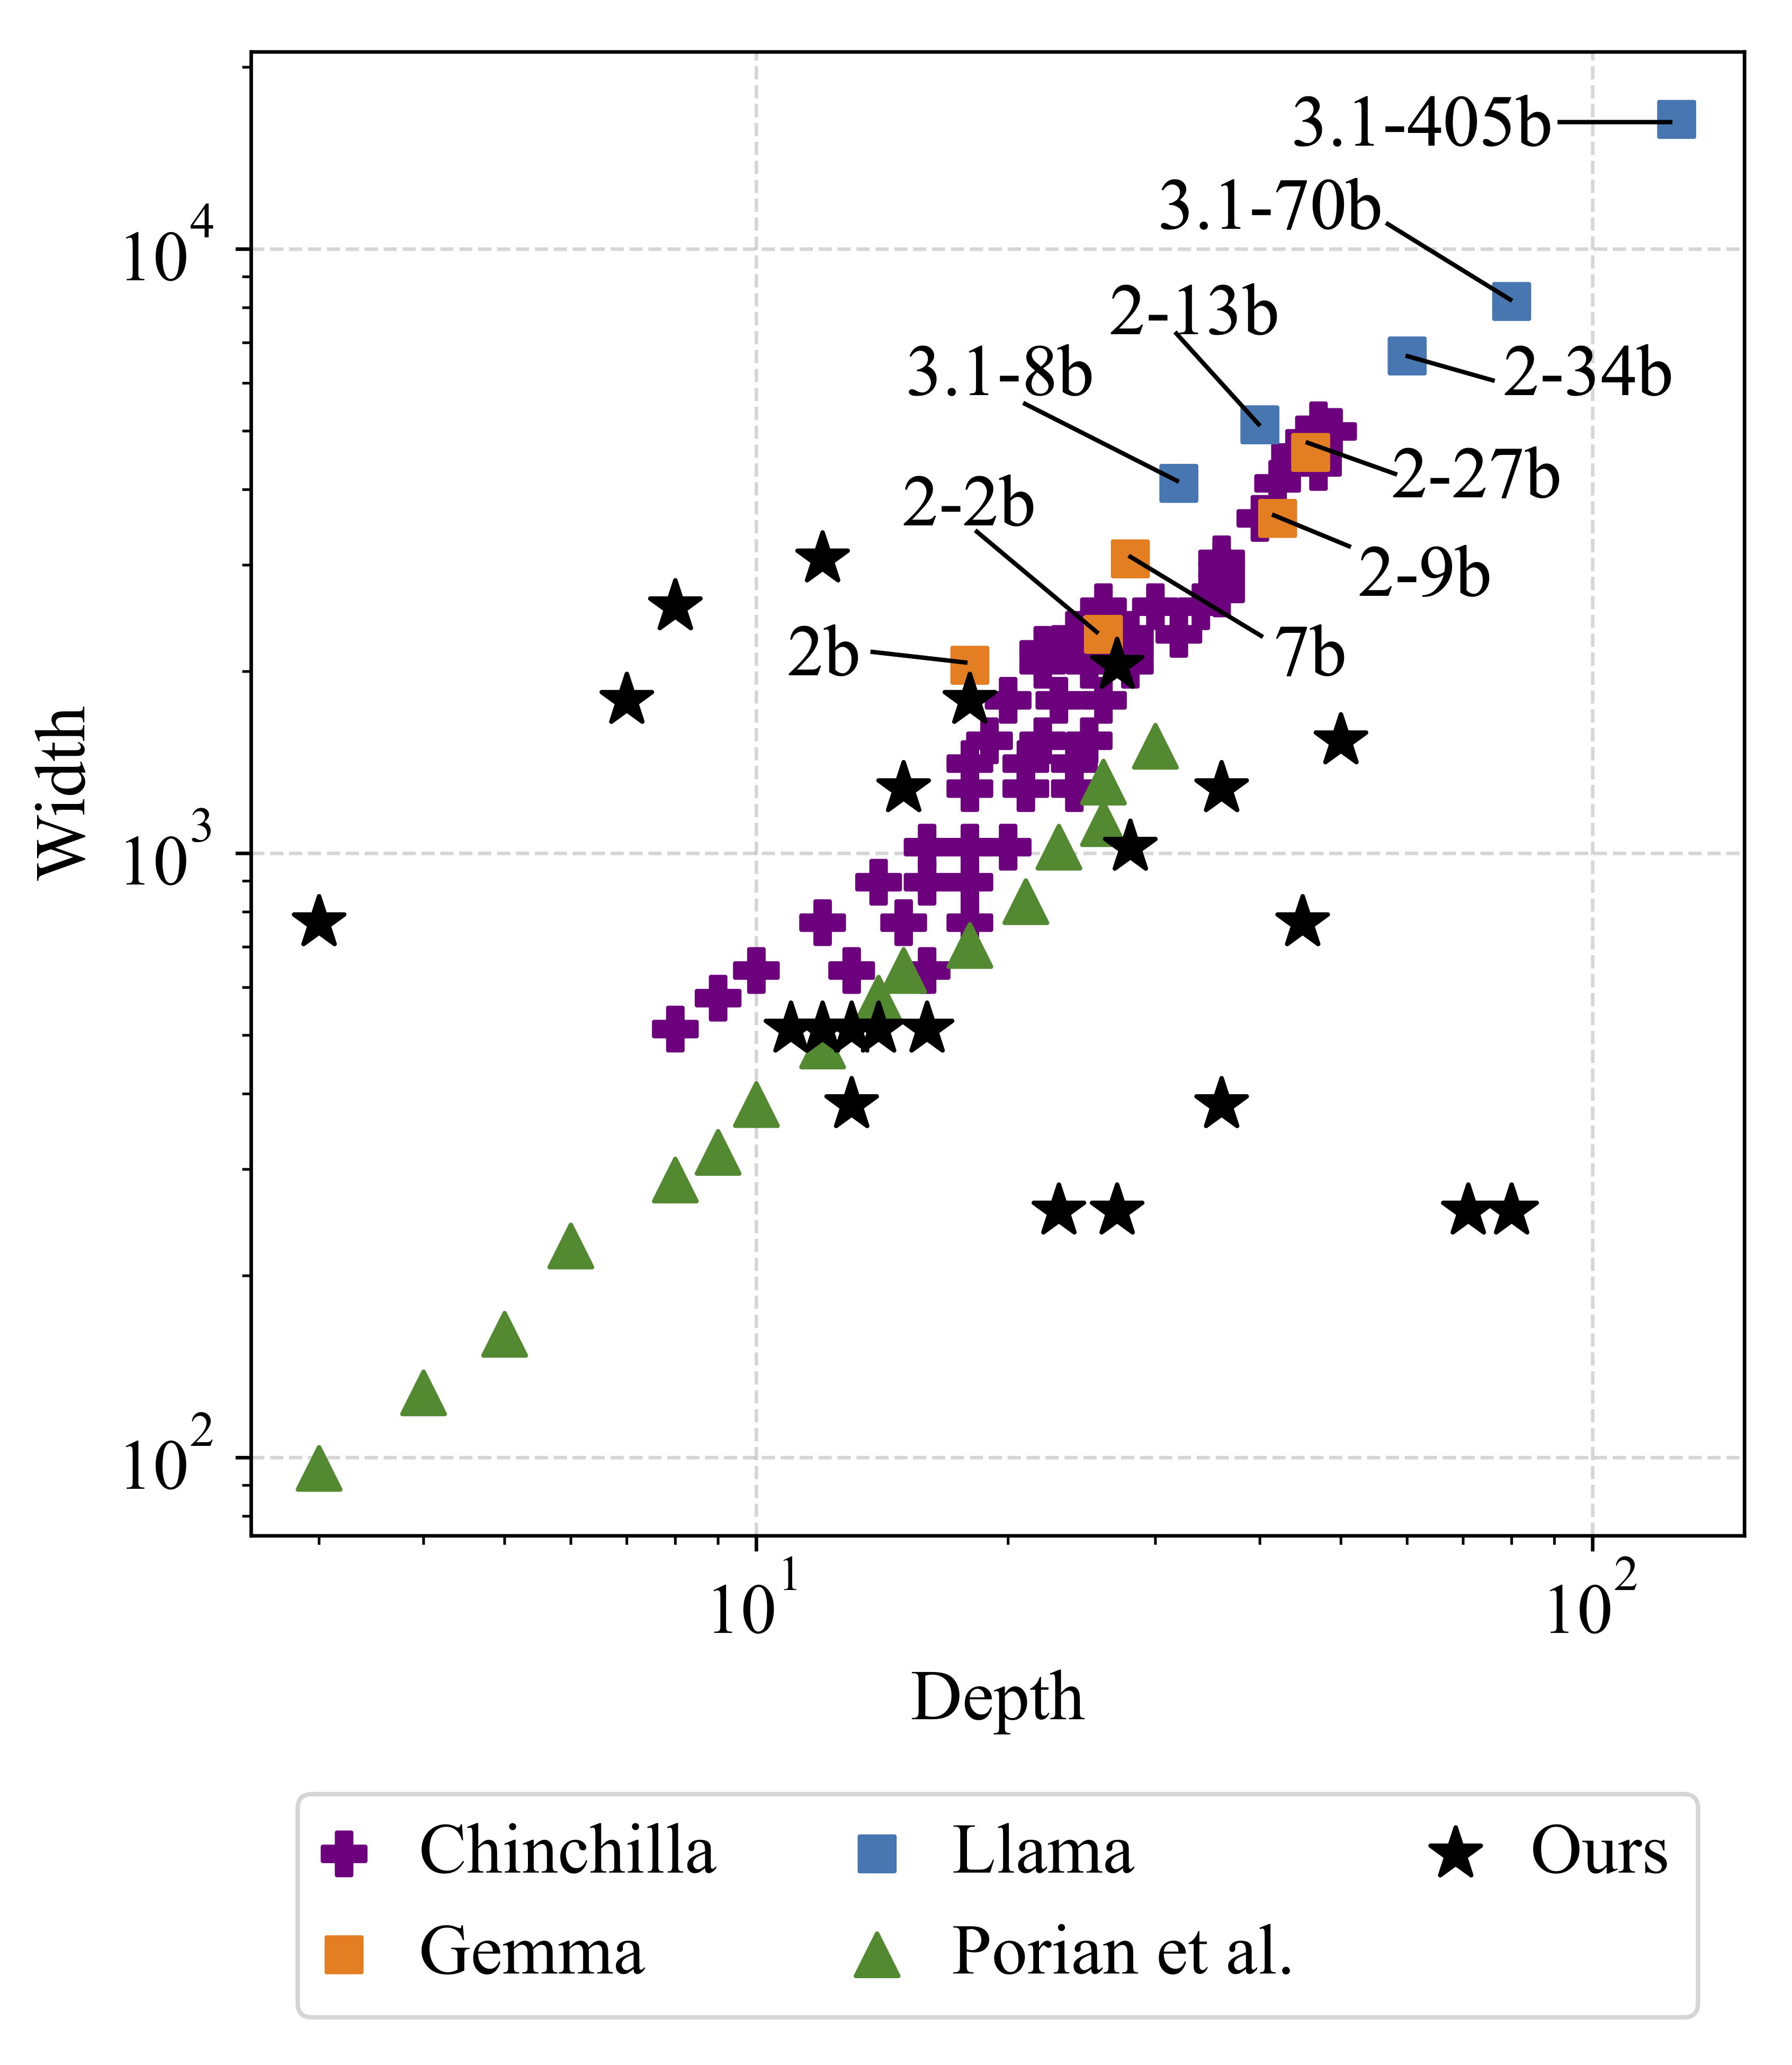 3.1-405b
3.1-70b
10^4
2-13b
3.1-8b
2-34b
2-27b
2-2b
2-9b
2b
7b
Width
10^3
10^2
10^1
10^2
Depth
Chinchilla
Llama
Ours
Gemma
Porian et al.